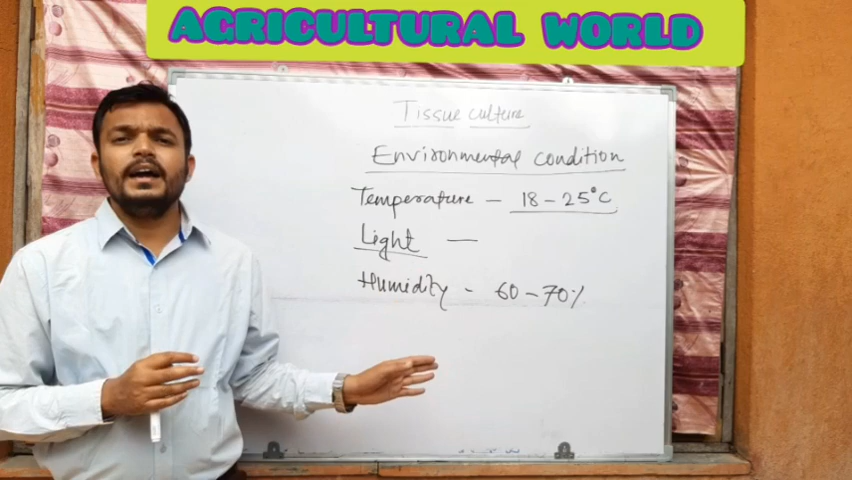 AGRICULTURAL WORLD
Tissue culture
Environmental condition
Temperature - 18-25°C
Light -
Humidity - 60-70%